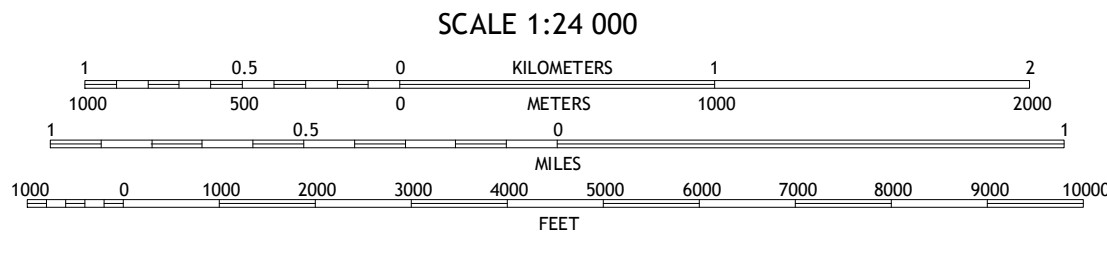 SCALE 1:24 000
1 0.5 0 KILOMETERS 1 2
1000 500 0 METERS 1000 2000
1 0.5 0 1
MILES
1000 0 1000 2000 3000 4000 5000 6000 7000 8000 9000 10000
FEET